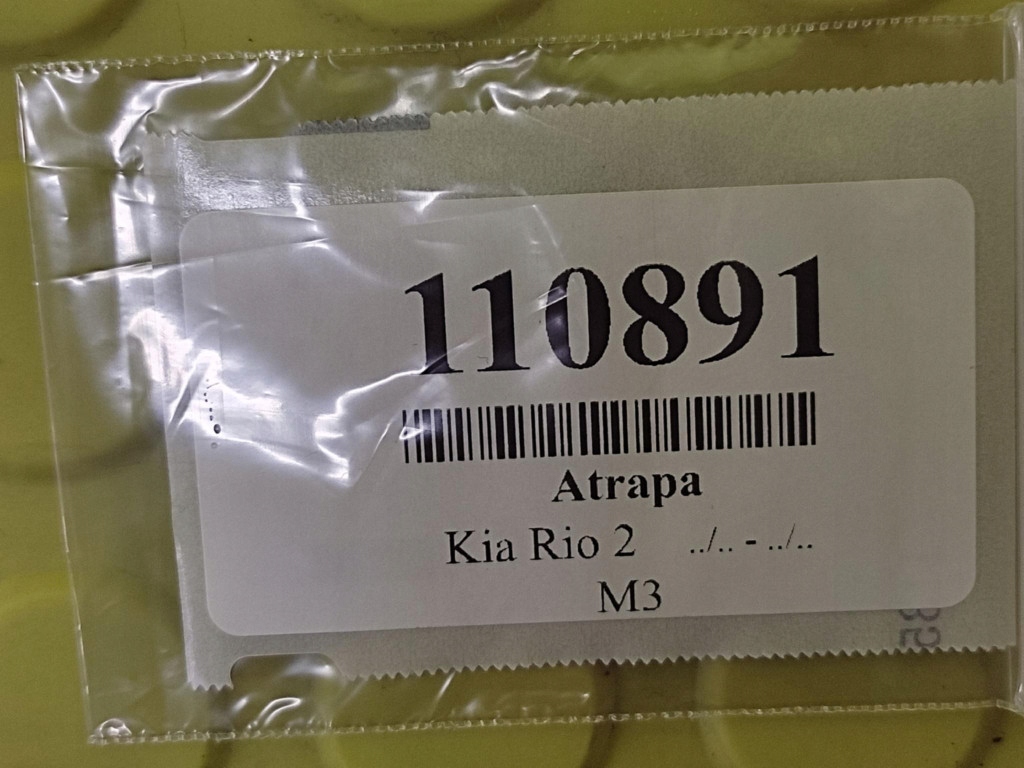 110891
Atrapa
Kia Rio 2 ../.. - ../..
M3